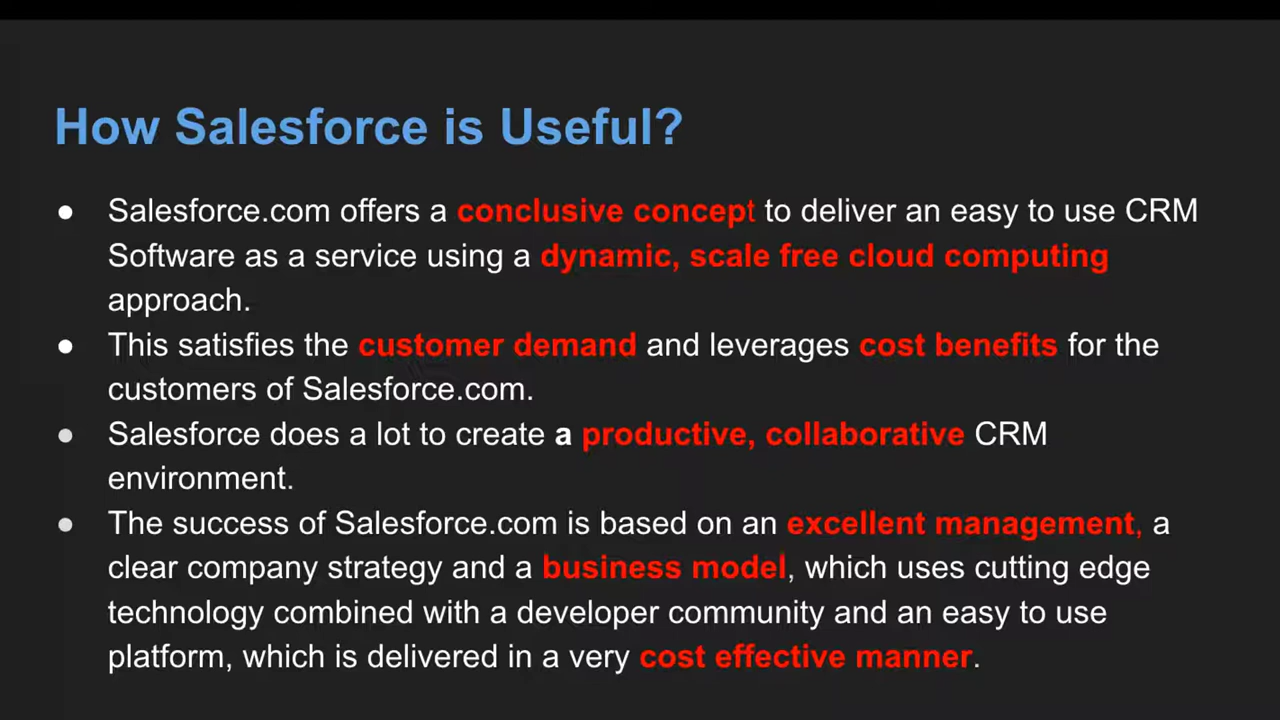 How Salesforce is Useful?
● Salesforce.com offers a conclusive concept to deliver an easy to use CRM
Software as a service using a dynamic, scale free cloud computing
approach.
● This satisfies the customer demand and leverages cost benefits for the
customers of Salesforce.com.
● Salesforce does a lot to create a productive, collaborative CRM
environment.
● The success of Salesforce.com is based on an excellent management, a
clear company strategy and a business model, which uses cutting edge
technology combined with a developer community and an easy to use
platform, which is delivered in a very cost effective manner.